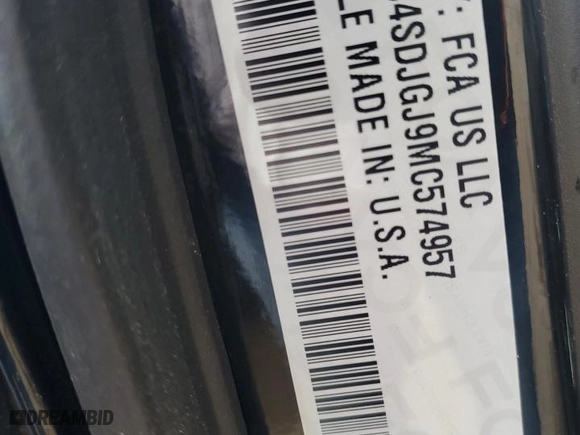 : FCA US LLC
4SDJGJ9MC574957
LE MADE IN: U.S.A.
DREAMBID